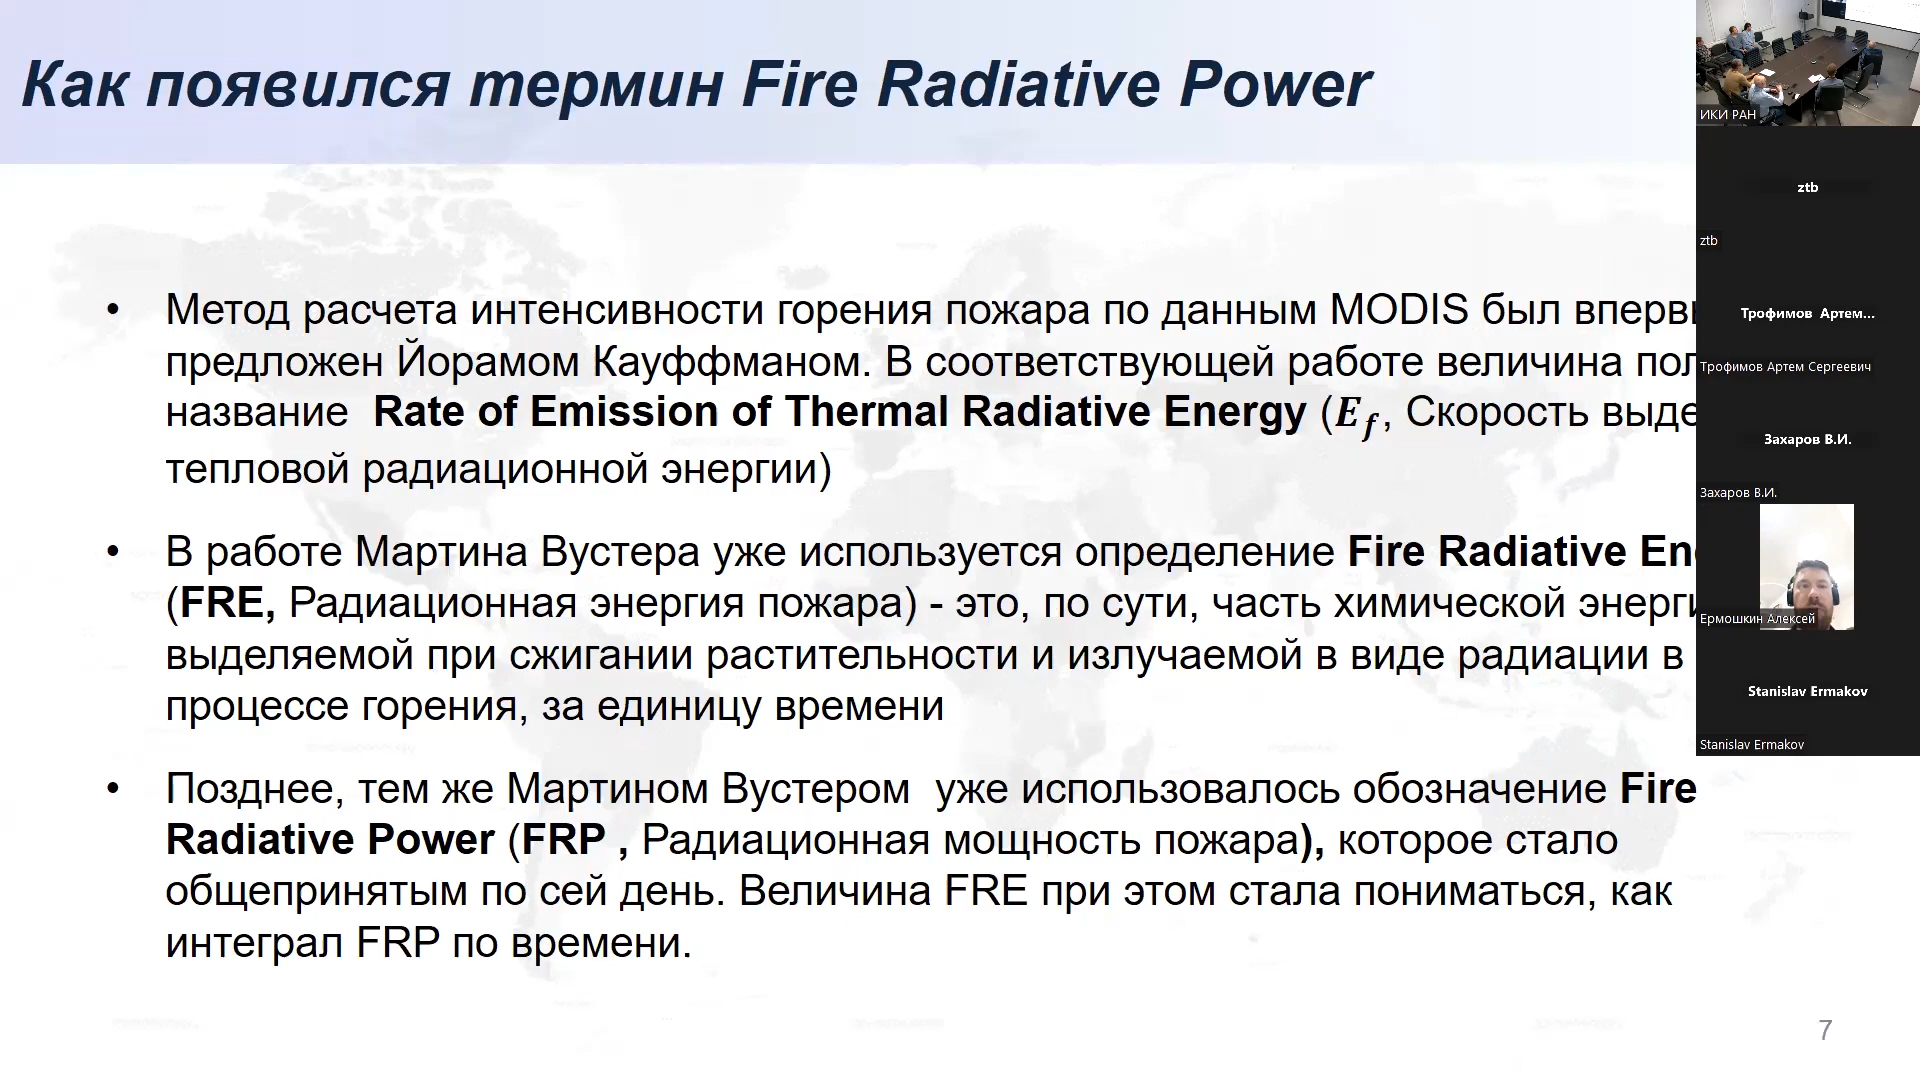 Как появился термин Fire Radiative Power
• Метод расчета интенсивности горения пожара по данным MODIS был
предложен Йорамом Кауффманом. В соответствующей работе величина
название Rate of Emission of Thermal Radiative Energy (E_f, Скорость
тепловой радиационной энергии)
• В работе Мартина Вустера уже используется определение Fire Radiative
(FRE, Радиационная энергия пожара) - это, по сути, часть химической
выделяемой при сжигании растительности и излучаемой в виде радиации в
процессе горения, за единицу времени
• Позднее, тем же Мартином Вустером уже использовалось обозначение Fire
Radiative Power (FRP , Радиационная мощность пожара), которое стало
общепринятым по сей день. Величина FRE при этом стала пониматься, как
интеграл FRP по времени.
7
ИКИ РАН
ztb
ztb
Трофимов Артем...
Трофимов Артем Сергеевич
Захаров В.И.
Захаров В.И.
Ермошкин Алексей
Stanislav Ermakov
Stanislav Ermakov